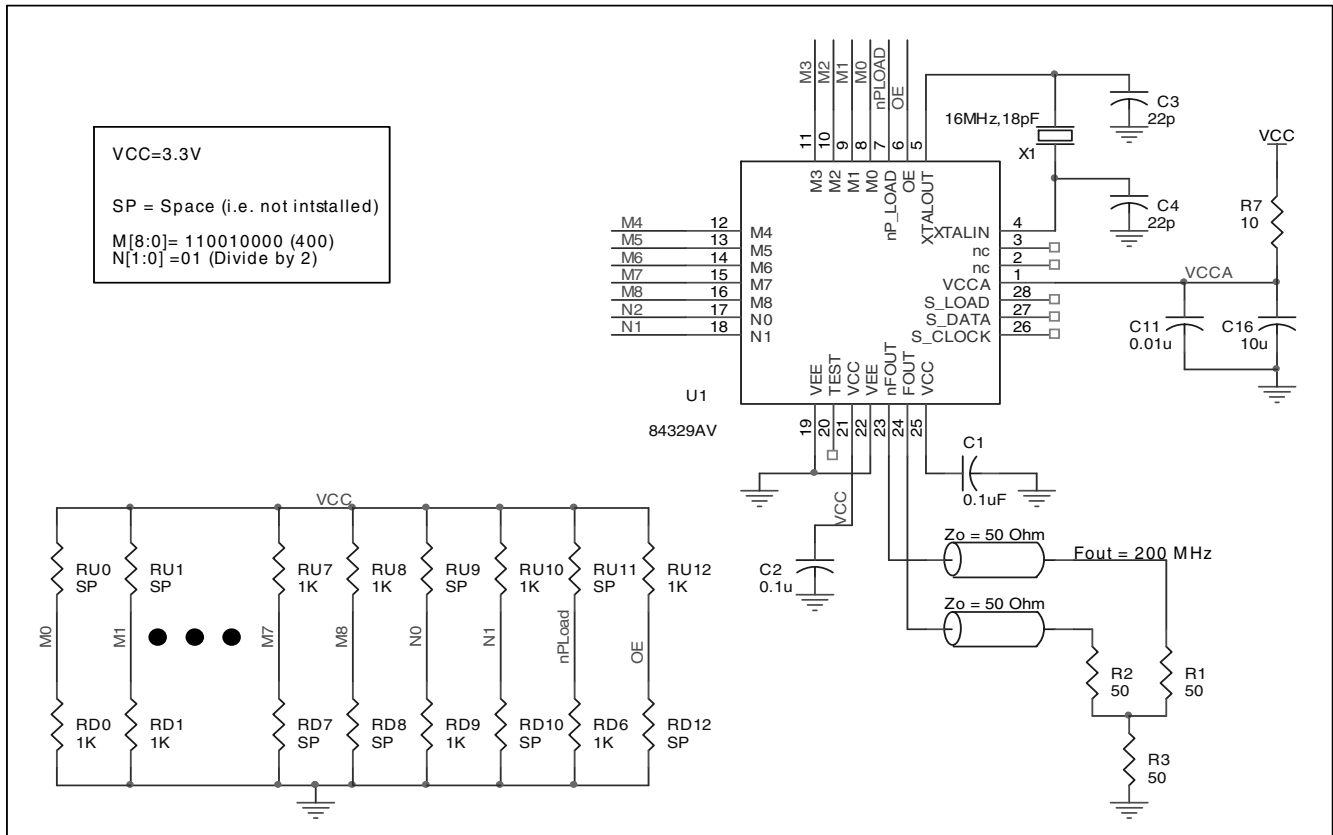 VCC=3.3V
SP = Space (i.e. not intstalled)
M[8:0]= 110010000 (400)
N[1:0] =01 (Divide by 2)
M3
M2
M1
M0
nPLOAD
OE
11
10
9
8
7
6
5
M3
M2
M1
M0
nP_LOAD
OE
XTALOUT
16MHz,18pF
X1
C3
22p
C4
22p
VCC
R7
10
VCCA
C11
0.01u
C16
10u
M4
M5
M6
M7
M8
N2
N1
12
13
14
15
16
17
18
M4
M5
M6
M7
M8
N0
N1
XTALIN
nc
nc
VCCA
S_LOAD
S_DATA
S_CLOCK
4
3
2
1
28
27
26
VEE
TEST
VCC
VEE
nFOUT
FOUT
VCC
19
20
21
22
23
24
25
U1
84329AV
C1
0.1uF
VCC
C2
0.1u
Zo = 50 Ohm
Fout = 200 MHz
Zo = 50 Ohm
R2
50
R1
50
R3
50
VCC
RU0
SP
RU1
SP
RU7
1K
RU8
1K
RU9
SP
RU10
1K
RU11
SP
RU12
1K
M0
M1
M7
M8
N0
N1
nPLoad
OE
RD0
1K
RD1
1K
RD7
SP
RD8
SP
RD9
1K
RD10
SP
RD6
1K
RD12
SP